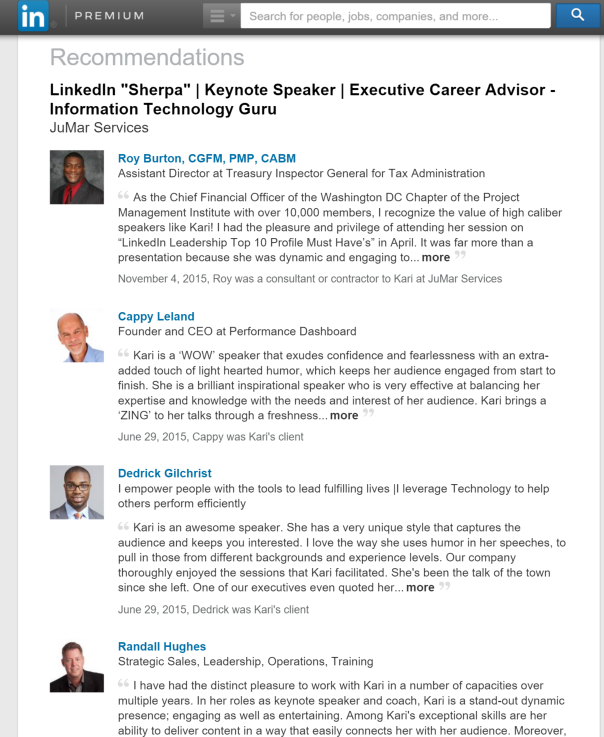 in PREMIUM Search for people, jobs, companies, and more...
Recommendations
LinkedIn "Sherpa" | Keynote Speaker | Executive Career Advisor -
Information Technology Guru
JuMar Services
Roy Burton, CGFM, PMP, CABM
Assistant Director at Treasury Inspector General for Tax Administration
“ As the Chief Financial Officer of the Washington DC Chapter of the Project
Management Institute with over 10,000 members, I recognize the value of high caliber
speakers like Kari! I had the pleasure and privilege of attending her session on
“LinkedIn Leadership Top 10 Profile Must Have’s” in April. It was far more than a
presentation because she was dynamic and engaging to... more ”
November 4, 2015, Roy was a consultant or contractor to Kari at JuMar Services
Cappy Leland
Founder and CEO at Performance Dashboard
“ Kari is a ‘WOW’ speaker that exudes confidence and fearlessness with an extra-
added touch of light hearted humor, which keeps her audience engaged from start to
finish. She is a brilliant inspirational speaker who is very effective at balancing her
expertise and knowledge with the needs and interest of her audience. Kari brings a
‘ZING’ to her talks through a freshness... more ”
June 29, 2015, Cappy was Kari's client
Dedrick Gilchrist
I empower people with the tools to lead fulfilling lives |I leverage Technology to help
others perform efficiently
“ Kari is an awesome speaker. She has a very unique style that captures the
audience and keeps you interested. I love the way she uses humor in her speeches, to
pull in those from different backgrounds and experience levels. Our company
thoroughly enjoyed the sessions that Kari facilitated. She's been the talk of the town
since she left. One of our executives even quoted her... more ”
June 29, 2015, Dedrick was Kari's client
Randall Hughes
Strategic Sales, Leadership, Operations, Training
“ I have had the distinct pleasure to work with Kari in a number of capacities over
multiple years. In her roles as keynote speaker and coach, Kari is a stand-out dynamic
presence; engaging as well as entertaining. Among Kari's exceptional skills are her
ability to deliver content in a way that easily connects her with her audience. Moreover,